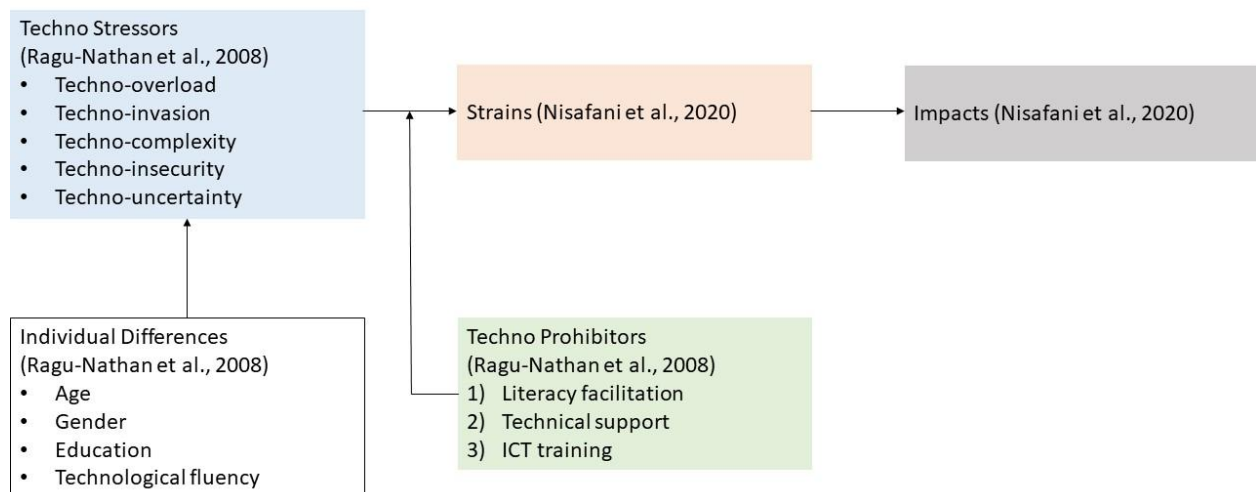 Techno Stressors
(Ragu-Nathan et al., 2008)
• Techno-overload
• Techno-invasion
• Techno-complexity
• Techno-insecurity
• Techno-uncertainty
Strains (Nisafani et al., 2020)
Impacts (Nisafani et al., 2020)
Individual Differences
(Ragu-Nathan et al., 2008)
• Age
• Gender
• Education
• Technological fluency
Techno Prohibitors
(Ragu-Nathan et al., 2008)
1) Literacy facilitation
2) Technical support
3) ICT training